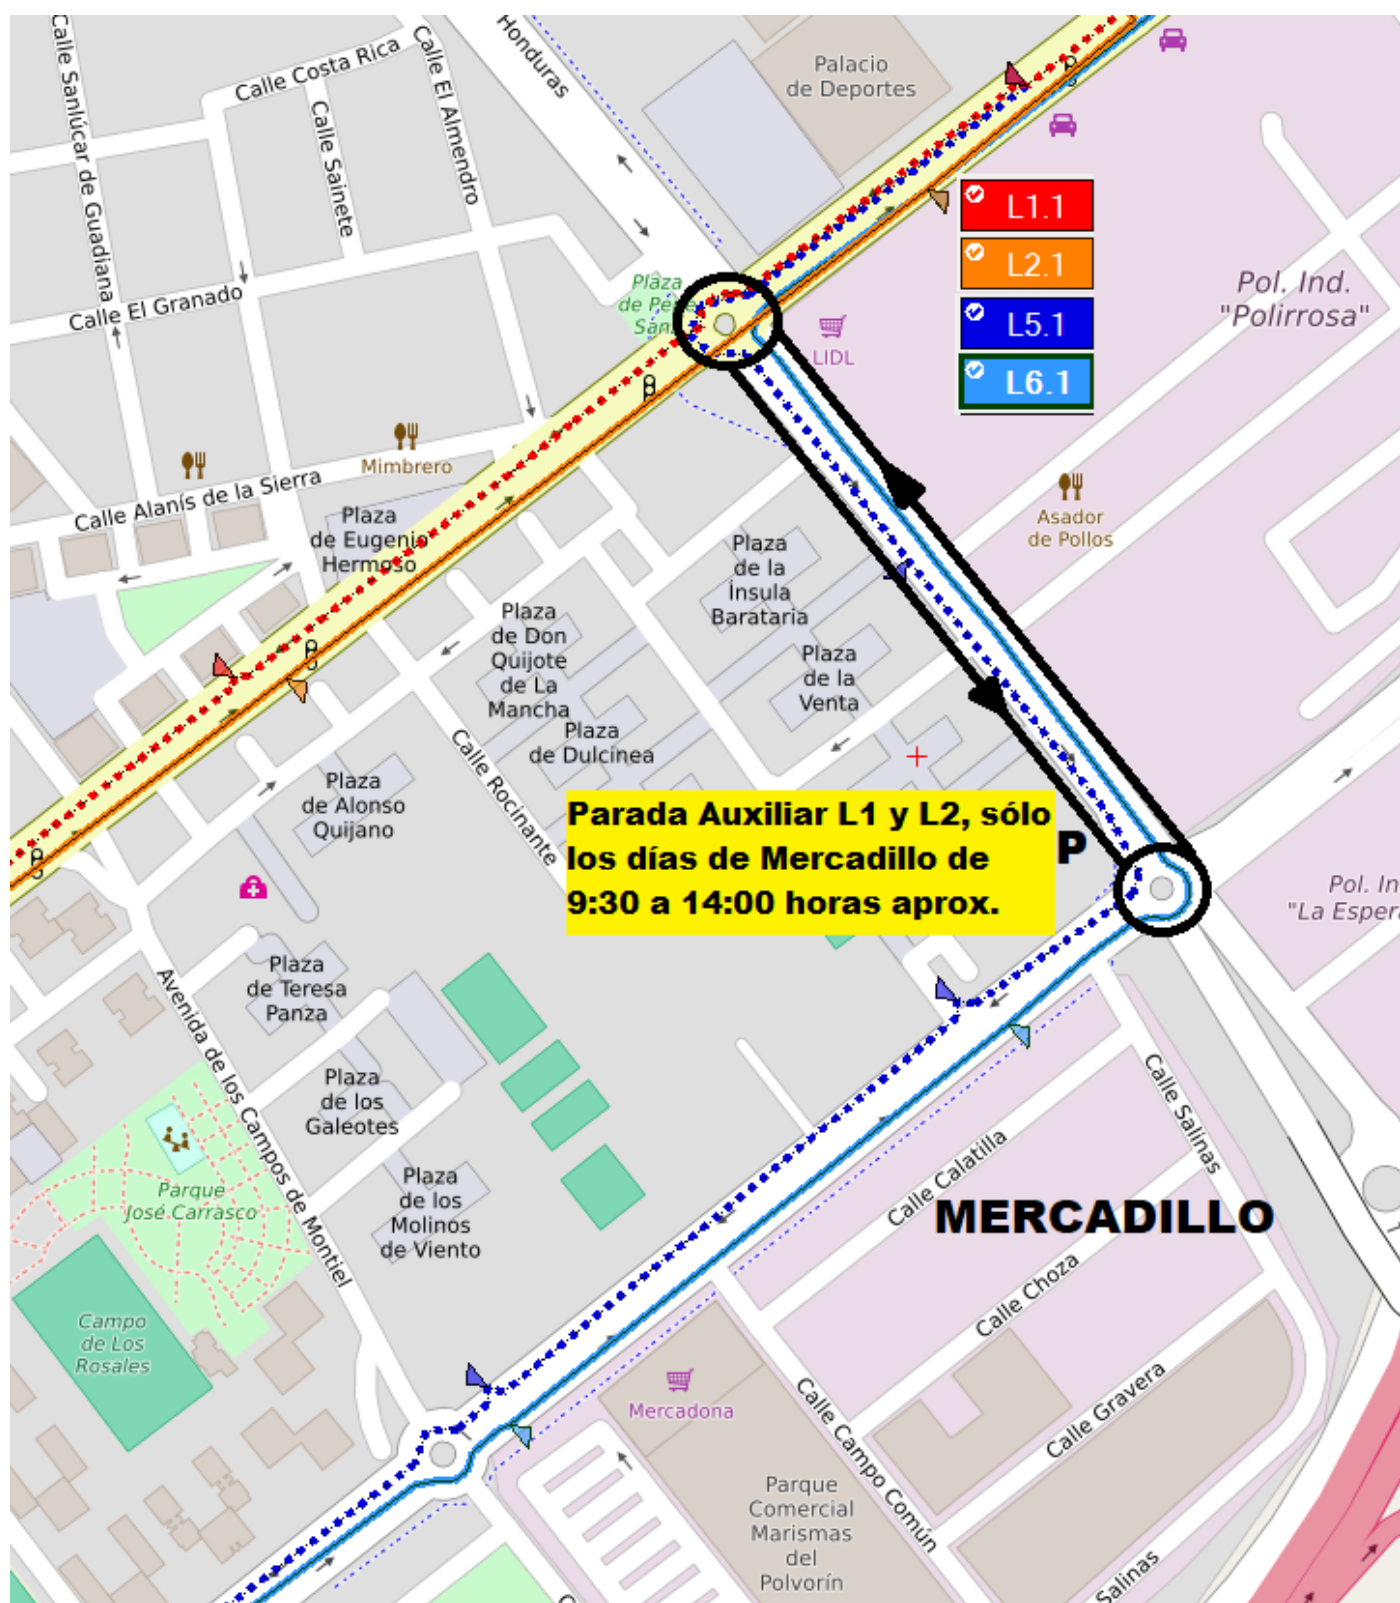 Calle Sanlúcar de Guadiana
Calle Costa Rica
Calle Sainete
Calle El Almendro
Honduras
Palacio
de Deportes
L1.1
L2.1
L5.1
L6.1
Pol. Ind.
"Polirrosa"
Calle El Granado
Plaza
de Pepe
LIDL
Mimbrero
Calle Alanís de la Sierra
Plaza
de Eugenio
Hermoso
Asador
de Pollos
Plaza
de la
Ínsula
Barataria
Plaza
de Don
Quijote
de La
Mancha
Plaza
de la
Venta
Plaza
de Dulcinea
Calle Rocinante
Plaza
de Alonso
Quijano
Parada Auxiliar L1 y L2, sólo
los días de Mercadillo de
9:30 a 14:00 horas aprox.
P
Pol. In
"La Esper
Plaza
de Teresa
Panza
Avenida de los Campos de Montiel
Plaza
de los
Galeotes
Calle Salinas
Calle Calatilla
Parque
José Carrasco
Plaza
de los
Molinos
de Viento
MERCADILLO
Calle Choza
Campo
de Los
Rosales
Mercadona
Calle Campo Común
Calle Gravera
Parque
Comercial
Marismas
del
Polvorín
Salinas